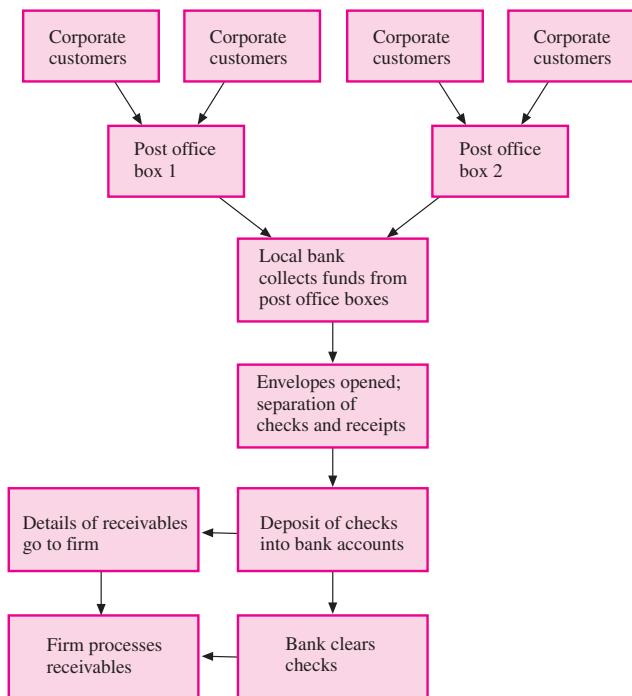 Corporate
customers
Corporate
customers
Corporate
customers
Corporate
customers
Post office
box 1
Post office
box 2
Local bank
collects funds from
post office boxes
Envelopes opened;
separation of
checks and receipts
Details of receivables
go to firm
Deposit of checks
into bank accounts
Firm processes
receivables
Bank clears
checks